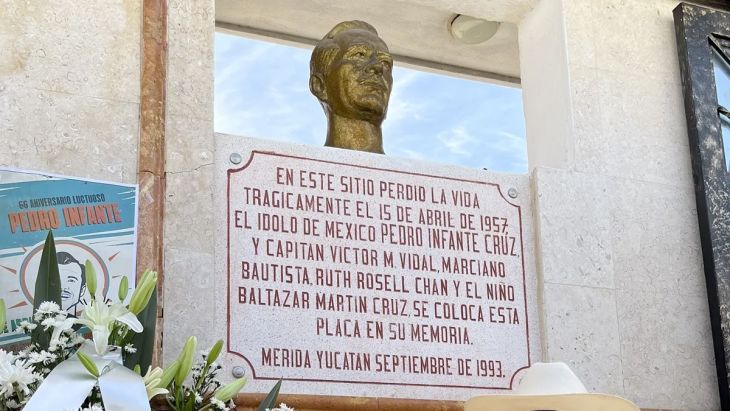 66 ANIVERSARIO LUCTUOSO
PEDRO INFANTE
EN ESTE SITIO PERDIO LA VIDA
TRAGICAMENTE EL 15 DE ABRIL DE 1957,
EL IDOLO DE MEXICO PEDRO INFANTE CRUZ,
Y CAPITAN VICTOR M. VIDAL, MARCIANO
BAUTISTA, RUTH ROSELL CHAN Y EL NIÑO
BALTAZAR MARTIN CRUZ, SE COLOCA ESTA
PLACA EN SU MEMORIA.
MERIDA YUCATAN SEPTIEMBRE DE 1993.